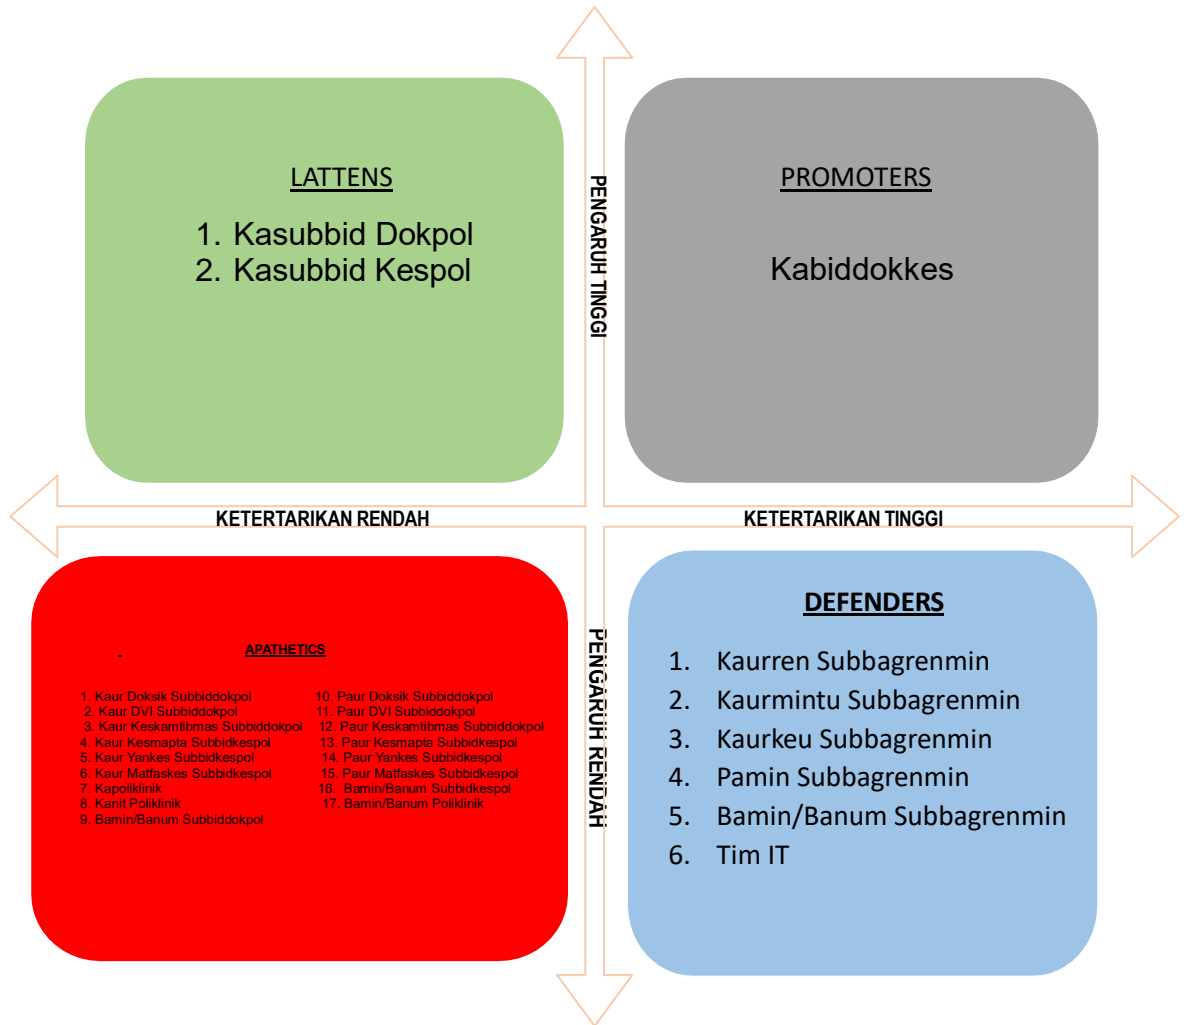 LATTENS
1. Kasubbid Dokpol
2. Kasubbid Kespol
PENGARUH TINGGI
PROMOTERS
Kabiddokkes
KETERTARIKAN RENDAH
KETERTARIKAN TINGGI
APATHETICS
1. Kaur Doksik Subbiddokpol
2. Kaur DVI Subbiddokpol
3. Kaur Keskamtibmas Subbiddokpol
4. Kaur Kesmapta Subbidkespol
5. Kaur Yankes Subbidkespol
6. Kaur Matfaskes Subbidkespol
7. Kapoliklinik
8. Kanit Poliklinik
9. Bamin/Banum Subbiddokpol
10. Paur Doksik Subbiddokpol
11. Paur DVI Subbiddokpol
12. Paur Keskamtibmas Subbiddokpol
13. Paur Kesmapta Subbidkespol
14. Paur Yankes Subbidkespol
15. Paur Matfaskes Subbidkespol
16. Bamin/Banum Subbidkespol
17. Bamin/Banum Poliklinik
PENGARUH RENDAH
DEFENDERS
1. Kaurren Subbagrenmin
2. Kaurmintu Subbagrenmin
3. Kaurkeu Subbagrenmin
4. Pamin Subbagrenmin
5. Bamin/Banum Subbagrenmin
6. Tim IT